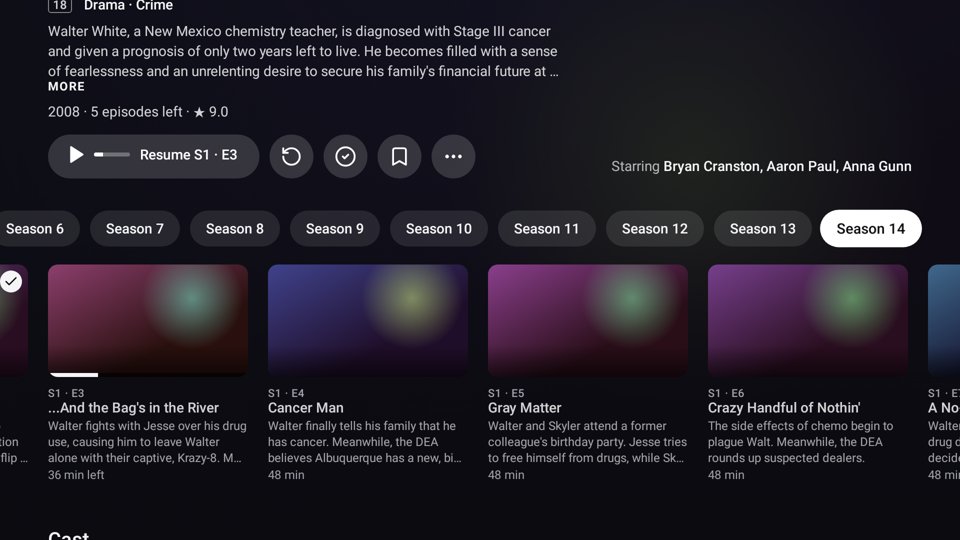 18 Drama · Crime
Walter White, a New Mexico chemistry teacher, is diagnosed with Stage III cancer
and given a prognosis of only two years left to live. He becomes filled with a sense
of fearlessness and an unrelenting desire to secure his family's financial future at ...
MORE
2008 · 5 episodes left · ★ 9.0
Resume S1 · E3
Starring Bryan Cranston, Aaron Paul, Anna Gunn
Season 6 Season 7 Season 8 Season 9 Season 10 Season 11 Season 12 Season 13 Season 14
S1 · E3
...And the Bag's in the River
Walter fights with Jesse over his drug
use, causing him to leave Walter
alone with their captive, Krazy-8. M...
36 min left
S1 · E4
Cancer Man
Walter finally tells his family that he
has cancer. Meanwhile, the DEA
believes Albuquerque has a new, bi...
48 min
S1 · E5
Gray Matter
Walter and Skyler attend a former
colleague's birthday party. Jesse tries
to free himself from drugs, while Sk...
48 min
S1 · E6
Crazy Handful of Nothin'
The side effects of chemo begin to
plague Walt. Meanwhile, the DEA
rounds up suspected dealers.
48 min
Cast